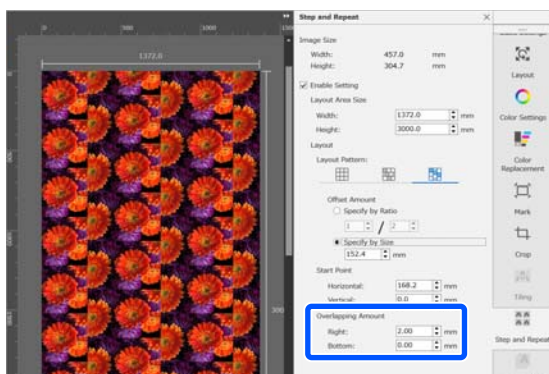 Step and Repeat
Image Size
Width: 457.0 mm
Height: 304.7 mm
Enable Setting
Layout Area Size
Width: 1372.0 mm
Height: 3000.0 mm
Layout
Layout Pattern:
Offset Amount
Specify by Ratio
1 / 2
Specify by Size
152.4 mm
Start Point
Horizontal: 168.2 mm
Vertical: 0.0 mm
Overlapping Amount
Right: 2.00 mm
Bottom: 0.00 mm
0 500 1000 1500
1372.0
300
Layout
Color Settings
Color
Replacement
Mark
Crop
Tiling
Step and Repeat